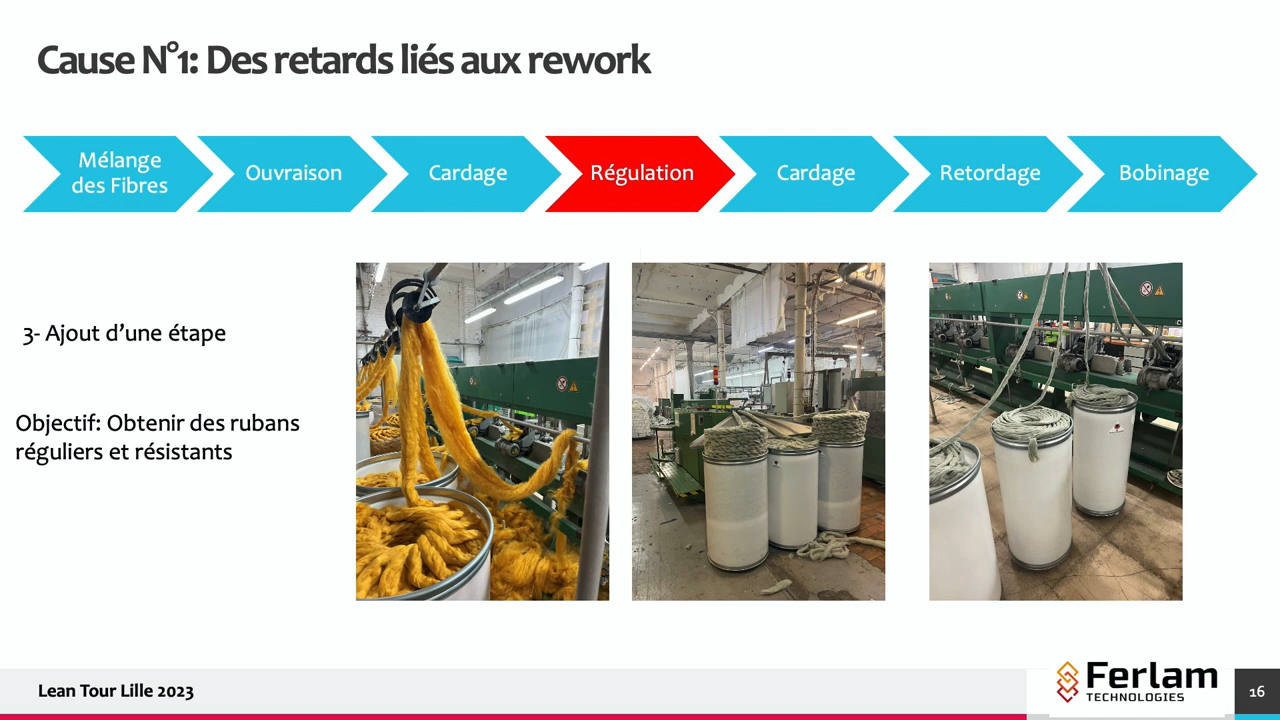 Cause N°1: Des retards liés aux rework
Mélange
des Fibres
Ouvraison
Cardage
Régulation
Cardage
Retordage
Bobinage
3- Ajout d’une étape
Objectif: Obtenir des rubans
réguliers et résistants
Lean Tour Lille 2023
Ferlam
TECHNOLOGIES
16